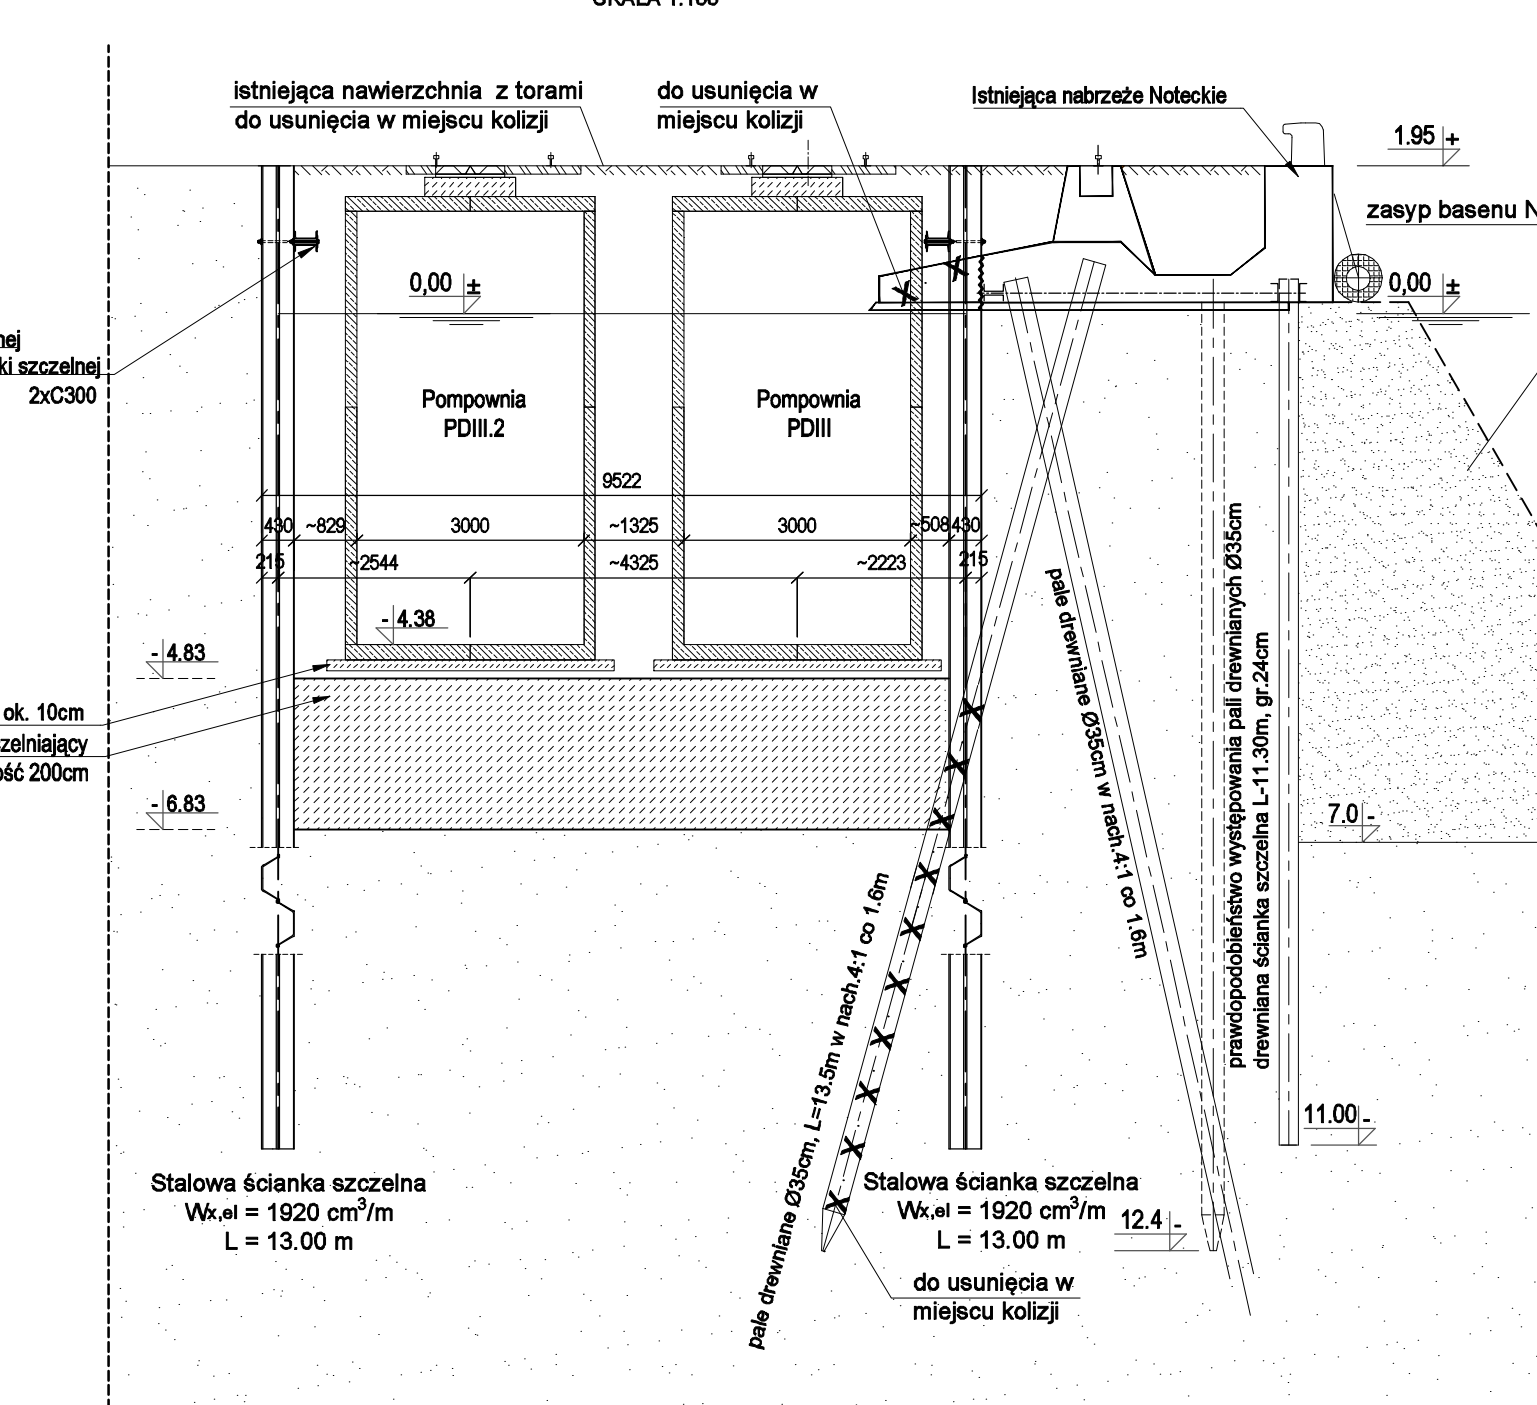 istniejąca nawierzchnia z torami
do usunięcia w miejscu kolizji
do usunięcia w
miejscu kolizji
Istniejąca nabrzeże Noteckie
1.95 +
zasyp basenu N
0,00 ±
0,00 ±
ki szczelnej
2xC300
Pompownia
PDIII.2
Pompownia
PDIII
9522
430 ~829 3000 ~1325 3000 ~508 430
215 ~2544 ~4325 ~2223 215
- 4.38
- 4.83
ok. 10cm
zelniający
ość 200cm
- 6.83
7.0 -
pale drewniane Ø35cm w nach.4:1 co 1.6m
prawdopodobieństwo występowania pali drewnianych Ø35cm
drewniana ścianka szczelna L-11.30m, gr.24cm
pale drewniane Ø35cm, L=13.5m w nach.4:1 co 1.6m
11.00 -
12.4 -
Stalowa ścianka szczelna
Wx,el = 1920 cm³/m
L = 13.00 m
Stalowa ścianka szczelna
Wx,el = 1920 cm³/m
L = 13.00 m
do usunięcia w
miejscu kolizji